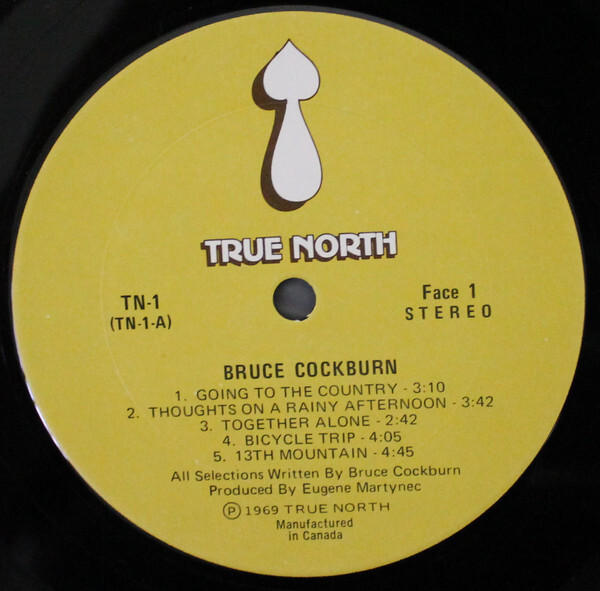 TRUE NORTH
TN-1
(TN-1-A)
Face 1
STEREO
BRUCE COCKBURN
1. GOING TO THE COUNTRY - 3:10
2. THOUGHTS ON A RAINY AFTERNOON - 3:42
3. TOGETHER ALONE - 2:42
4. BICYCLE TRIP - 4:05
5. 13TH MOUNTAIN - 4:45
All Selections Written By Bruce Cockburn
Produced By Eugene Martynec
℗ 1969 TRUE NORTH
Manufactured
in Canada